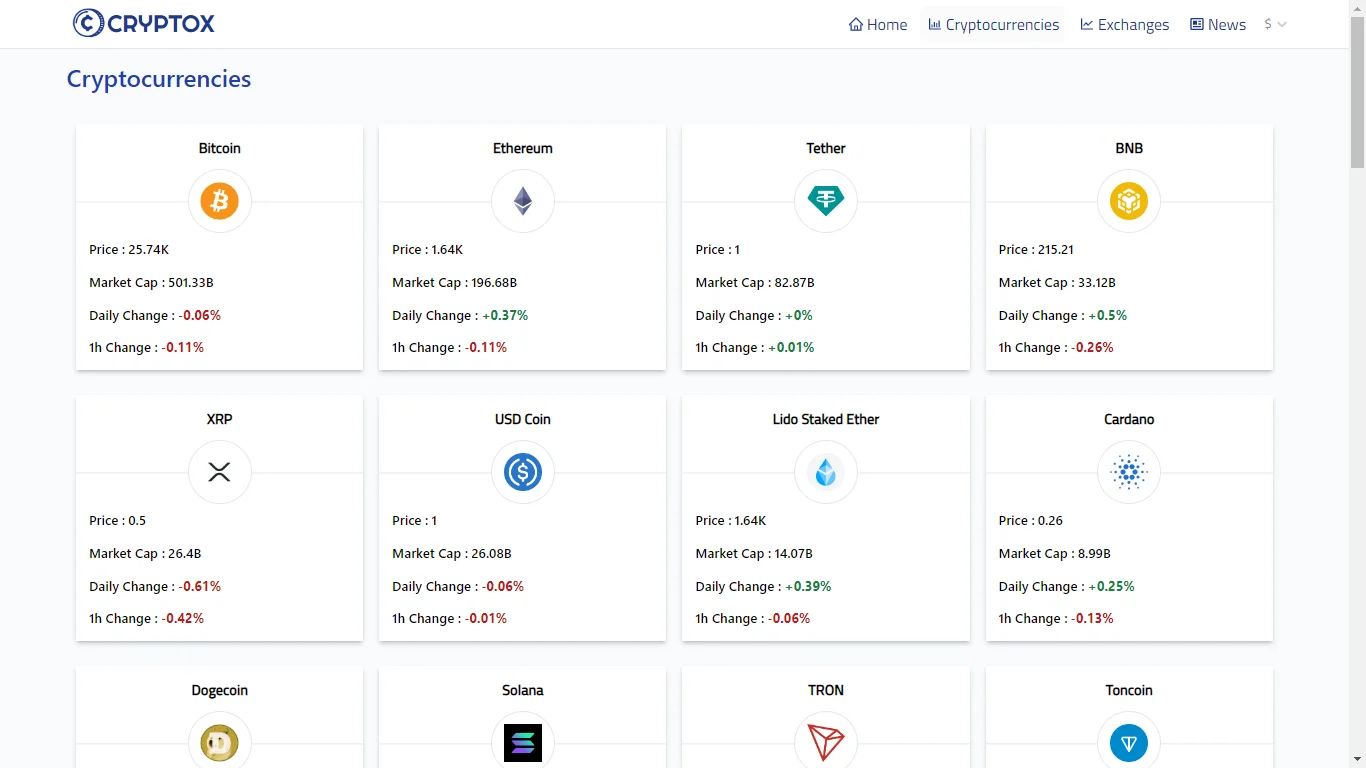 CRYPTOX
Home
Cryptocurrencies
Exchanges
News
$
Cryptocurrencies
Bitcoin
Price : 25.74K
Market Cap : 501.33B
Daily Change : -0.06%
1h Change : -0.11%
Ethereum
Price : 1.64K
Market Cap : 196.68B
Daily Change : +0.37%
1h Change : -0.11%
Tether
Price : 1
Market Cap : 82.87B
Daily Change : +0%
1h Change : +0.01%
BNB
Price : 215.21
Market Cap : 33.12B
Daily Change : +0.5%
1h Change : -0.26%
XRP
Price : 0.5
Market Cap : 26.4B
Daily Change : -0.61%
1h Change : -0.42%
USD Coin
Price : 1
Market Cap : 26.08B
Daily Change : -0.06%
1h Change : -0.01%
Lido Staked Ether
Price : 1.64K
Market Cap : 14.07B
Daily Change : +0.39%
1h Change : -0.06%
Cardano
Price : 0.26
Market Cap : 8.99B
Daily Change : +0.25%
1h Change : -0.13%
Dogecoin
Solana
TRON
Toncoin